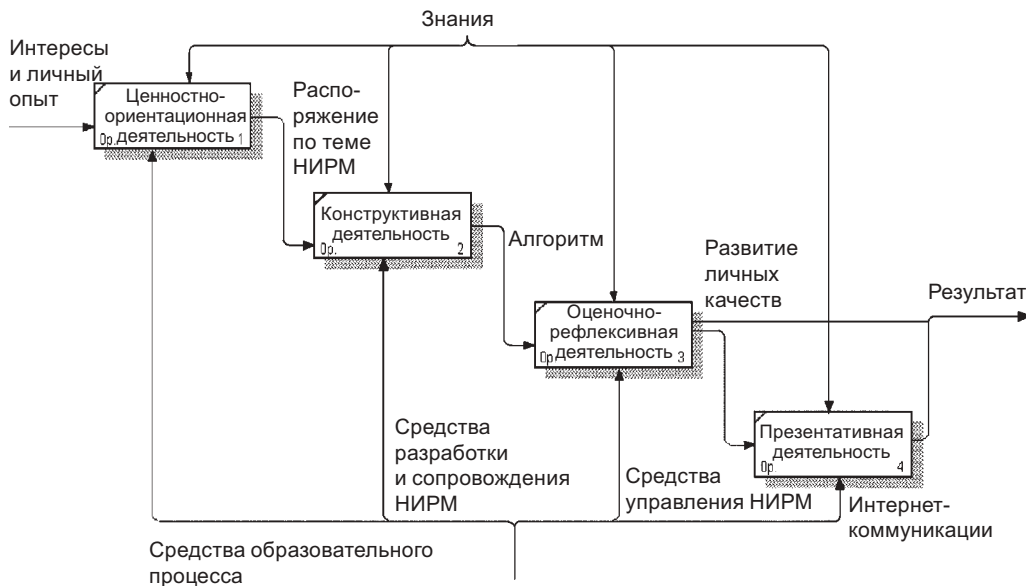 Знания
Интересы
и личный
опыт
Ценностно-
ориентационная
деятельность
0р.
1
Распо-
ряжение
по теме
НИРМ
Конструктивная
деятельность
0р.
2
Алгоритм
Развитие
личных
качеств
Результат
Оценочно-
рефлексивная
деятельность
0р
3
Презентативная
деятельность
0р.
4
Средства
разработки
и сопровождения
НИРМ
Средства
управления НИРМ
Интернет-
коммуникации
Средства образовательного
процесса